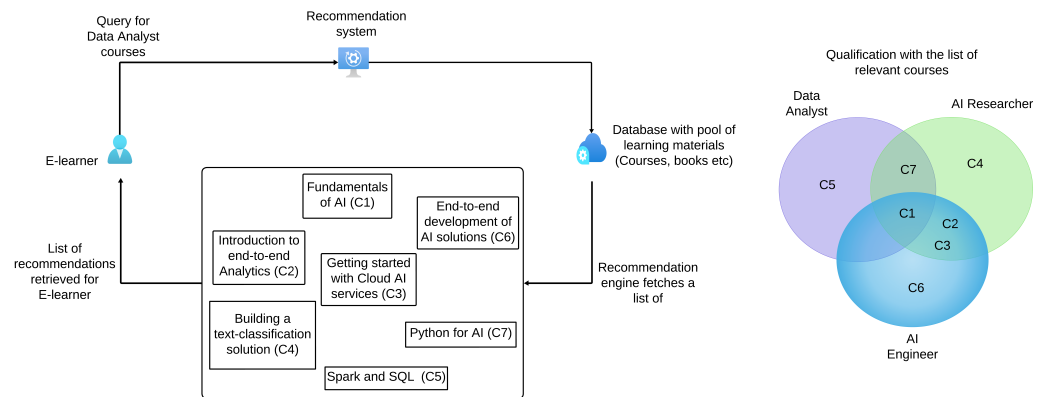 Query for
Data Analyst
courses
Recommendation
system
E-learner
Database with pool of
learning materials
(Courses, books etc)
Fundamentals
of AI (C1)
End-to-end
development of
AI solutions (C6)
Introduction to
end-to-end
Analytics (C2)
Getting started
with Cloud AI
services (C3)
Building a
text-classification
solution (C4)
Python for AI (C7)
Spark and SQL (C5)
List of
recommendations
retrieved for
E-learner
Recommendation
engine fetches a
list of
Qualification with the list of
relevant courses
Data
Analyst
AI Researcher
C7
C4
C5
C1
C2
C3
C6
AI
Engineer